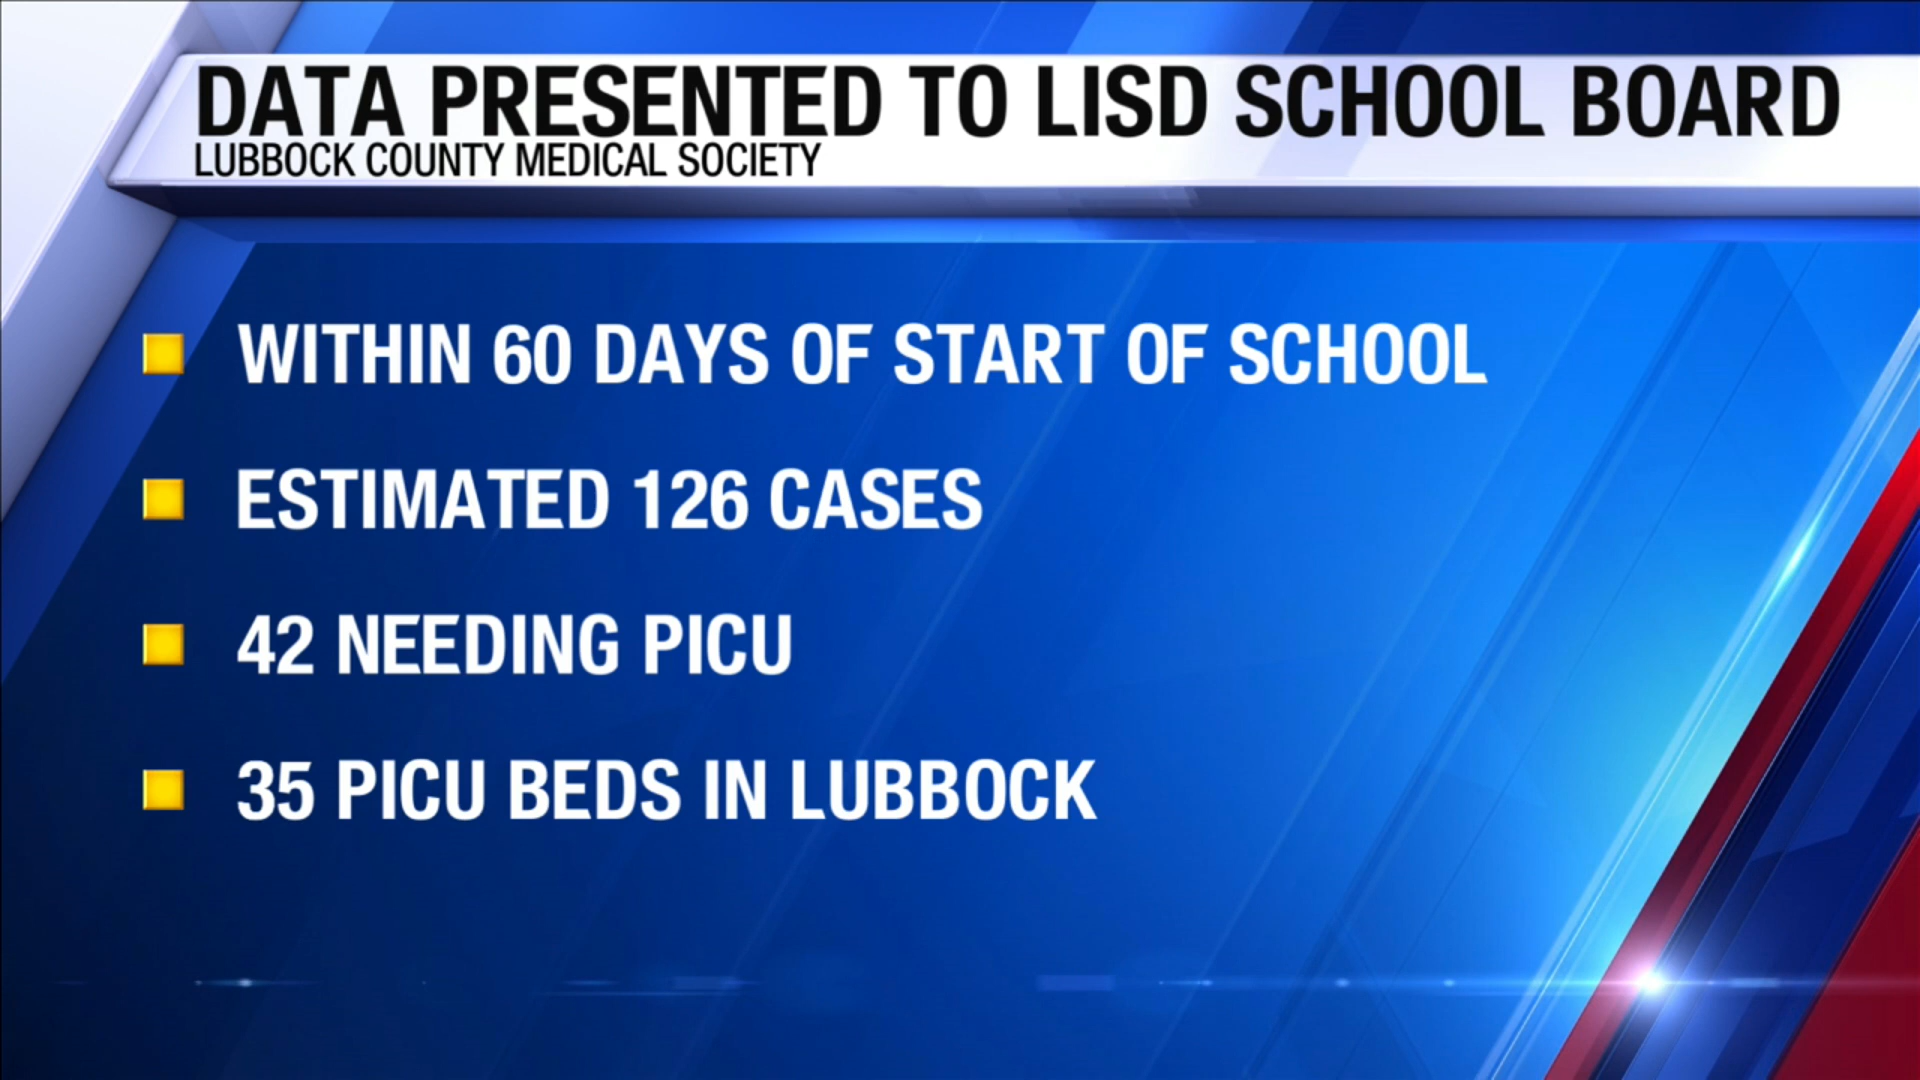 DATA PRESENTED TO LISD SCHOOL BOARD
LUBBOCK COUNTY MEDICAL SOCIETY
WITHIN 60 DAYS OF START OF SCHOOL
ESTIMATED 126 CASES
42 NEEDING PICU
35 PICU BEDS IN LUBBOCK